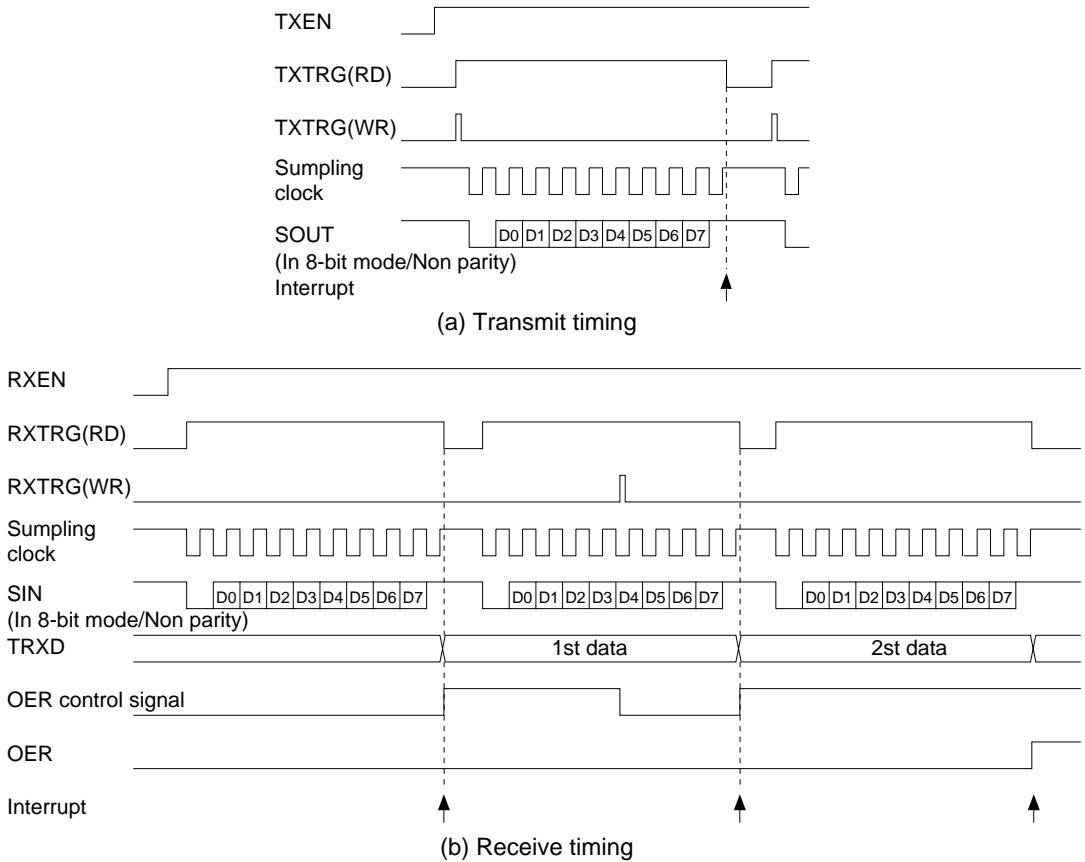 TXEN
TXTRG(RD)
TXTRG(WR)
Sumpling
clock
SOUT
D0 D1 D2 D3 D4 D5 D6 D7
(In 8-bit mode/Non parity)
Interrupt
(a) Transmit timing
RXEN
RXTRG(RD)
RXTRG(WR)
Sumpling
clock
SIN
D0 D1 D2 D3 D4 D5 D6 D7 D0 D1 D2 D3 D4 D5 D6 D7 D0 D1 D2 D3 D4 D5 D6 D7
(In 8-bit mode/Non parity)
TRXD 1st data 2st data
OER control signal
OER
Interrupt
(b) Receive timing